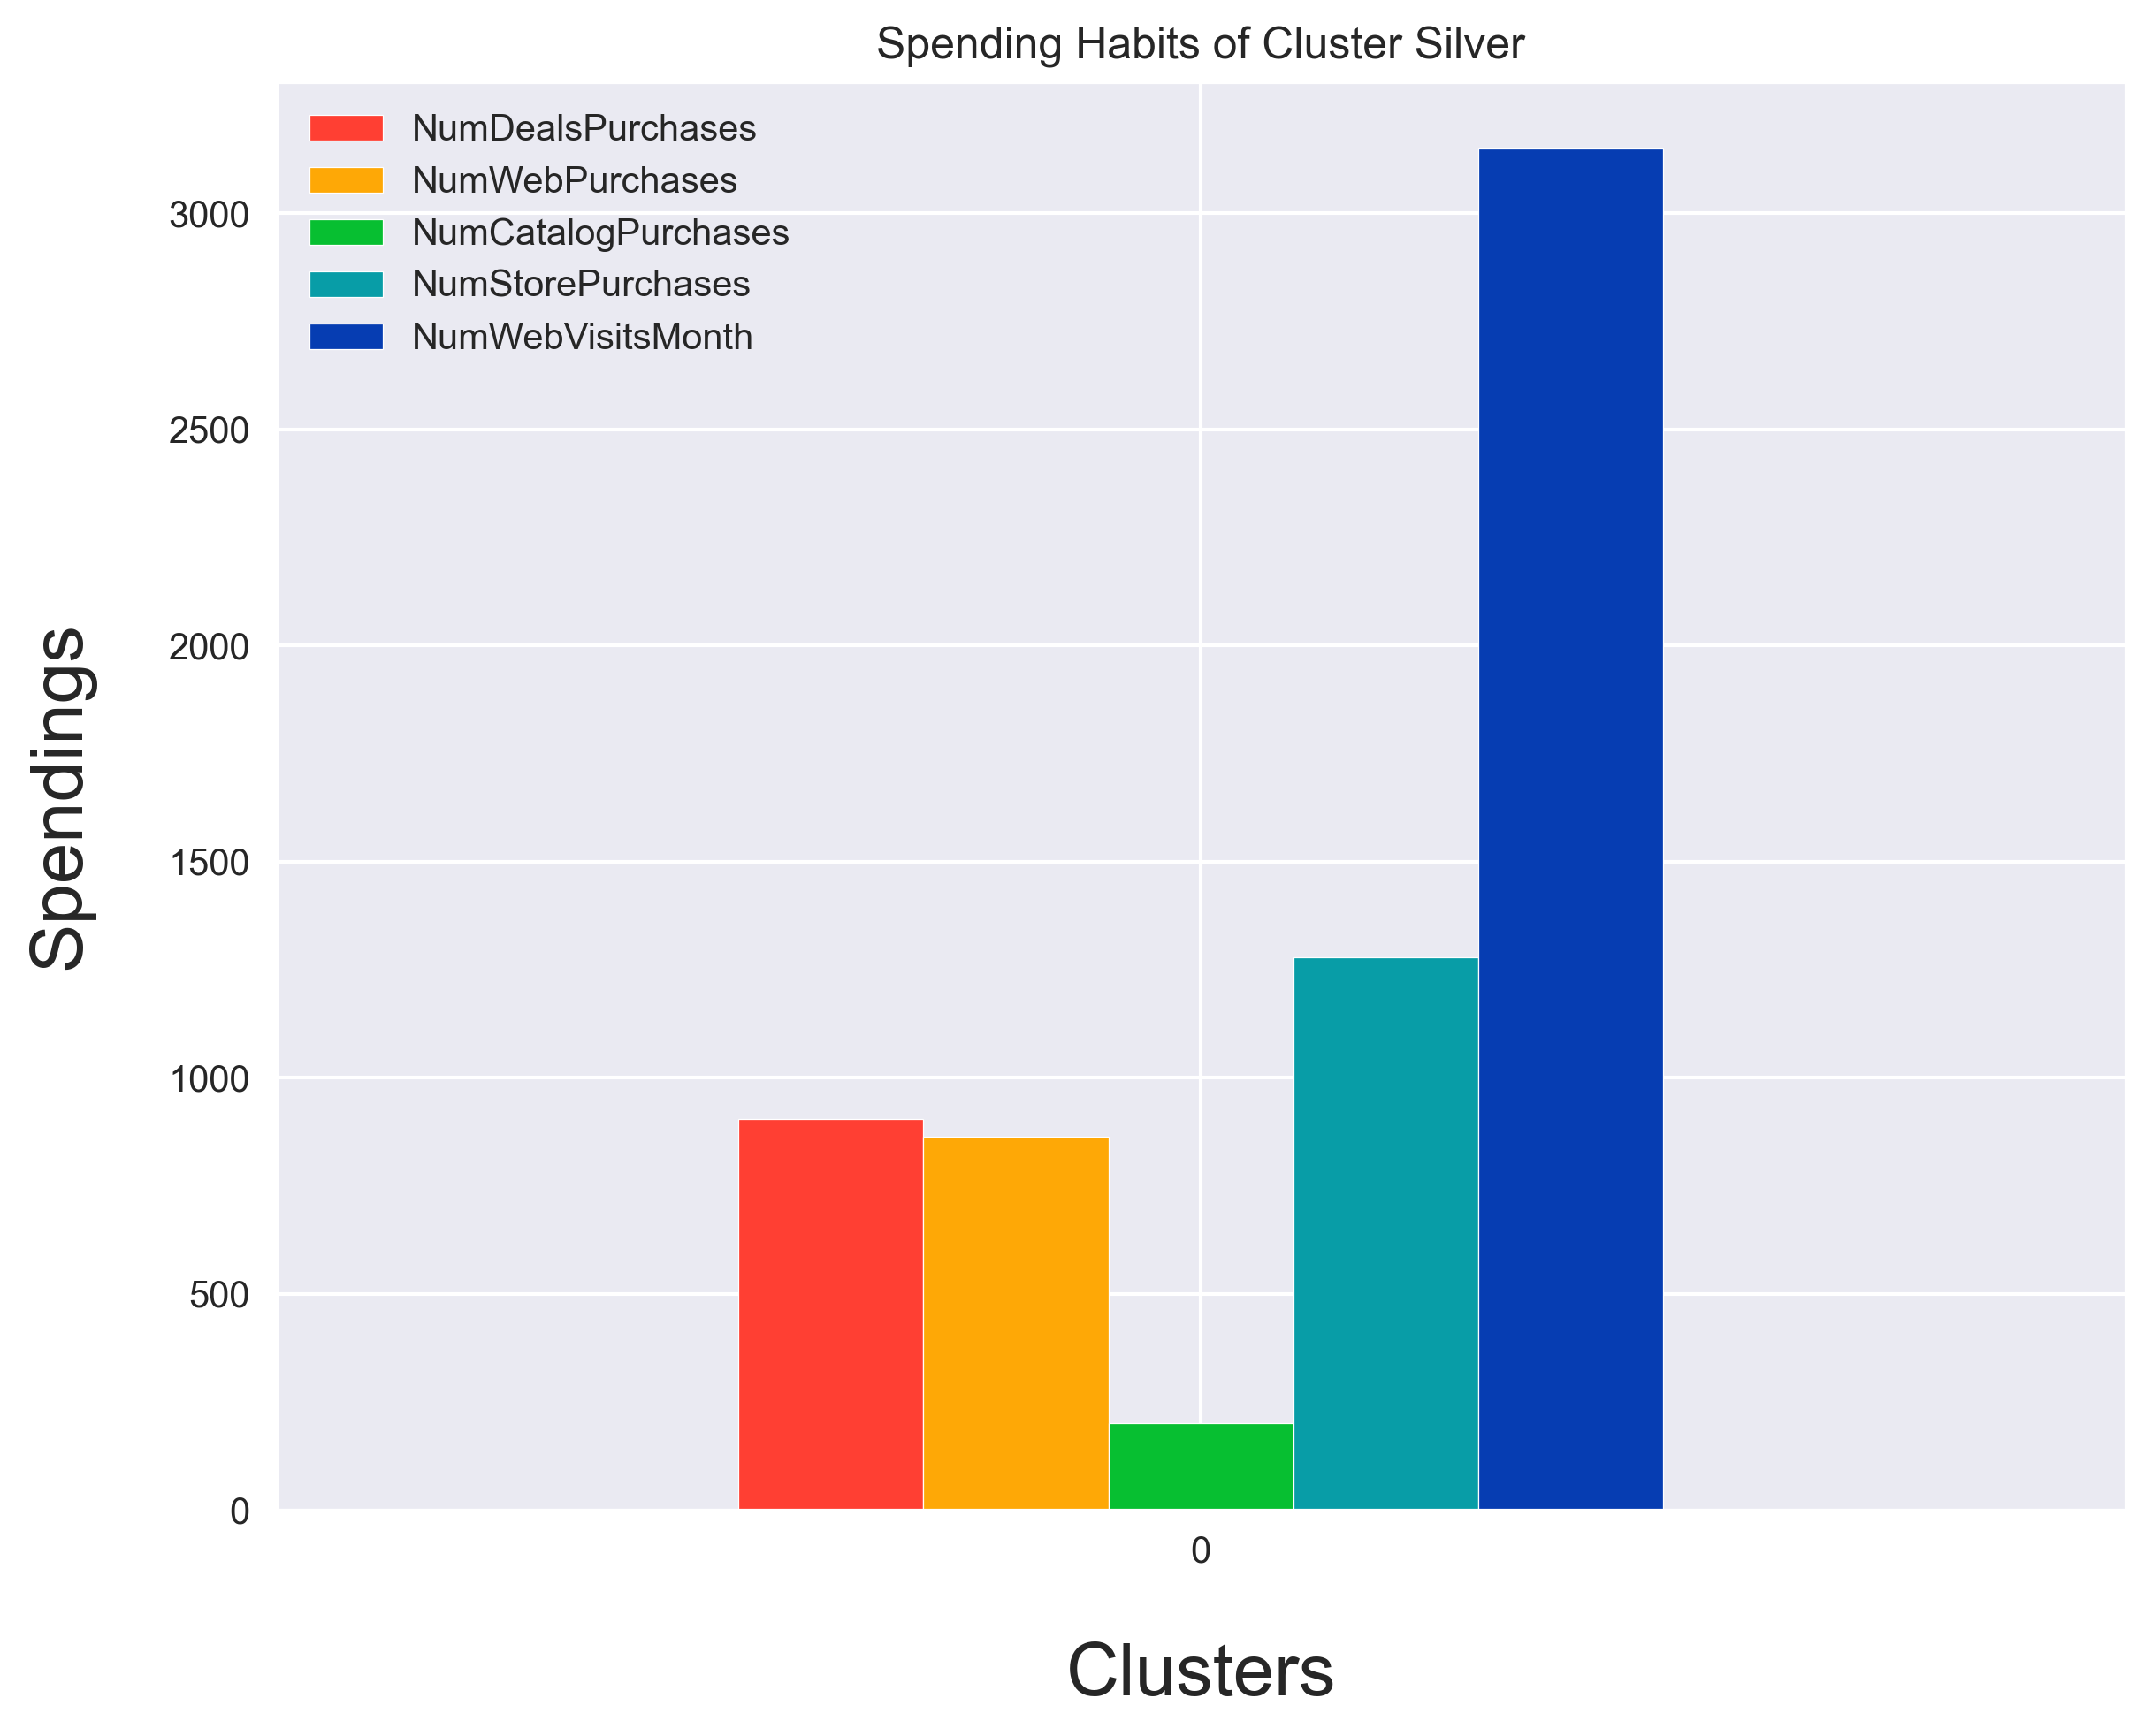 Spending Habits of Cluster Silver
NumDealsPurchases
NumWebPurchases
NumCatalogPurchases
NumStorePurchases
NumWebVisitsMonth
3000
2500
2000
1500
1000
500
0
Spendings
0
Clusters